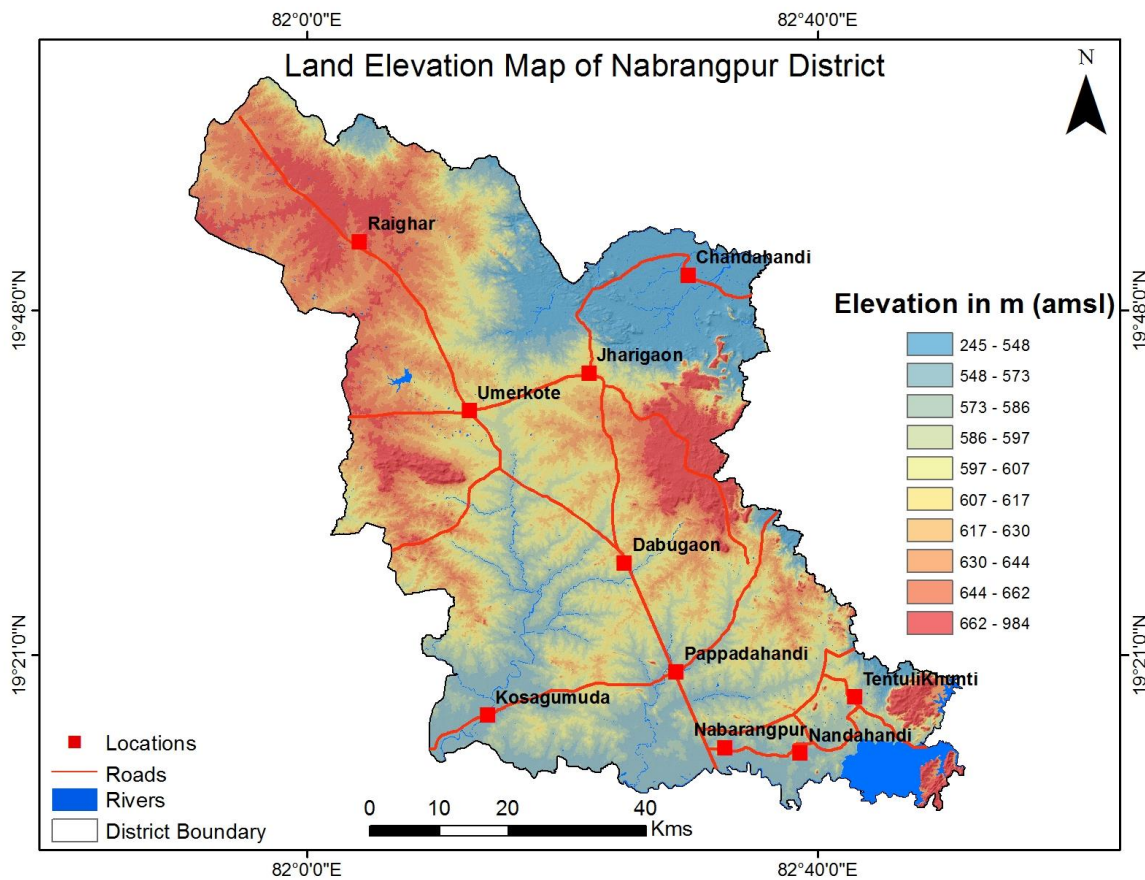 82°0'0"E
82°40'0"E
Land Elevation Map of Nabrangpur District
N
Raighar
Chandahandi
19°48'0"N
19°48'0"N
Elevation in m (amsl)
245 - 548
548 - 573
573 - 586
586 - 597
597 - 607
607 - 617
617 - 630
630 - 644
644 - 662
662 - 984
Jharigaon
Umerkote
Dabugaon
19°21'0"N
19°21'0"N
Pappadahandi
TentuliKhunti
Kosagumuda
Nabarangpur
Nandahandi
Locations
Roads
Rivers
District Boundary
0 10 20 40
Kms
82°0'0"E
82°40'0"E